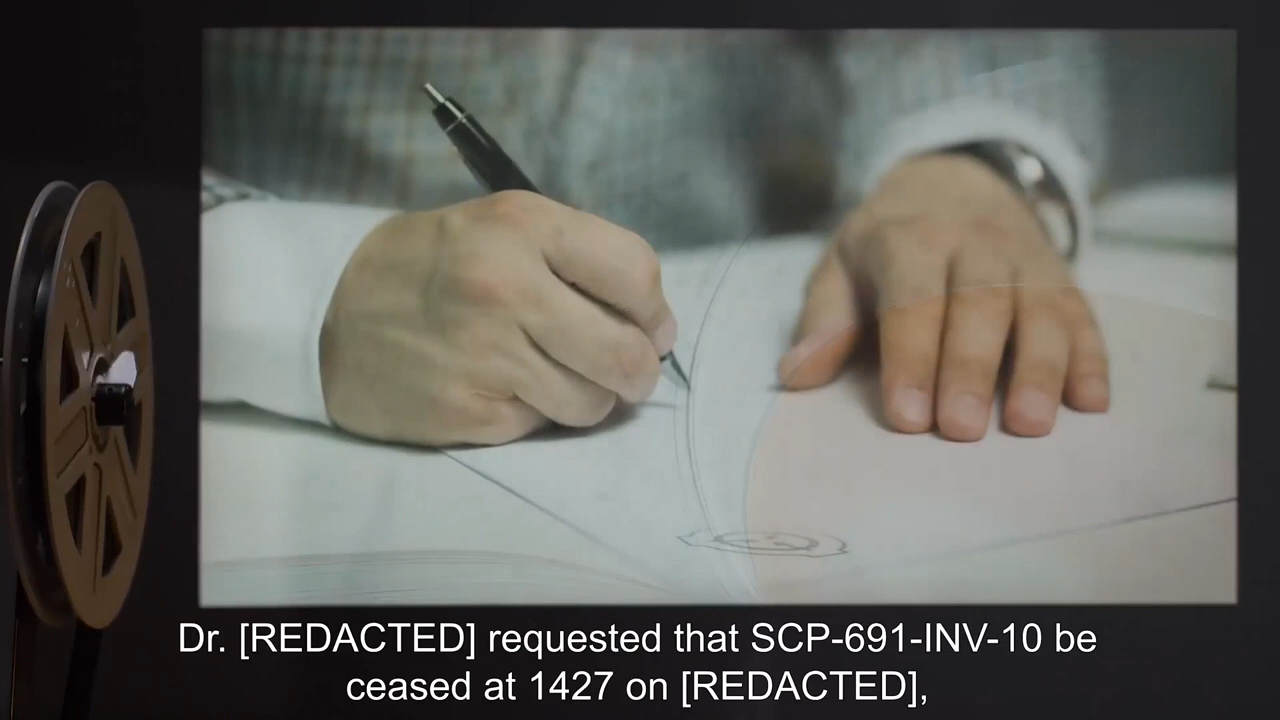 Dr. [REDACTED] requested that SCP-691-INV-10 be
ceased at 1427 on [REDACTED],